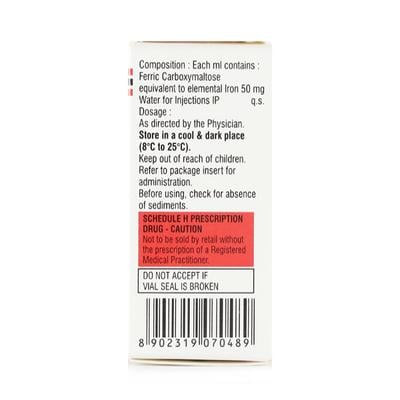 Composition : Each ml contains :
Ferric Carboxymaltose
equivalent to elemental Iron 50 mg
Water for Injections IP q.s.
Dosage :
As directed by the Physician.
Store in a cool & dark place
(8°C to 25°C).
Keep out of reach of children.
Refer to package insert for
administration.
Before using, check for absence
of sediments.
SCHEDULE H PRESCRIPTION
DRUG - CAUTION
Not to be sold by retail without
the prescription of a Registered
Medical Practitioner.
DO NOT ACCEPT IF
VIAL SEAL IS BROKEN
8 902319 070489